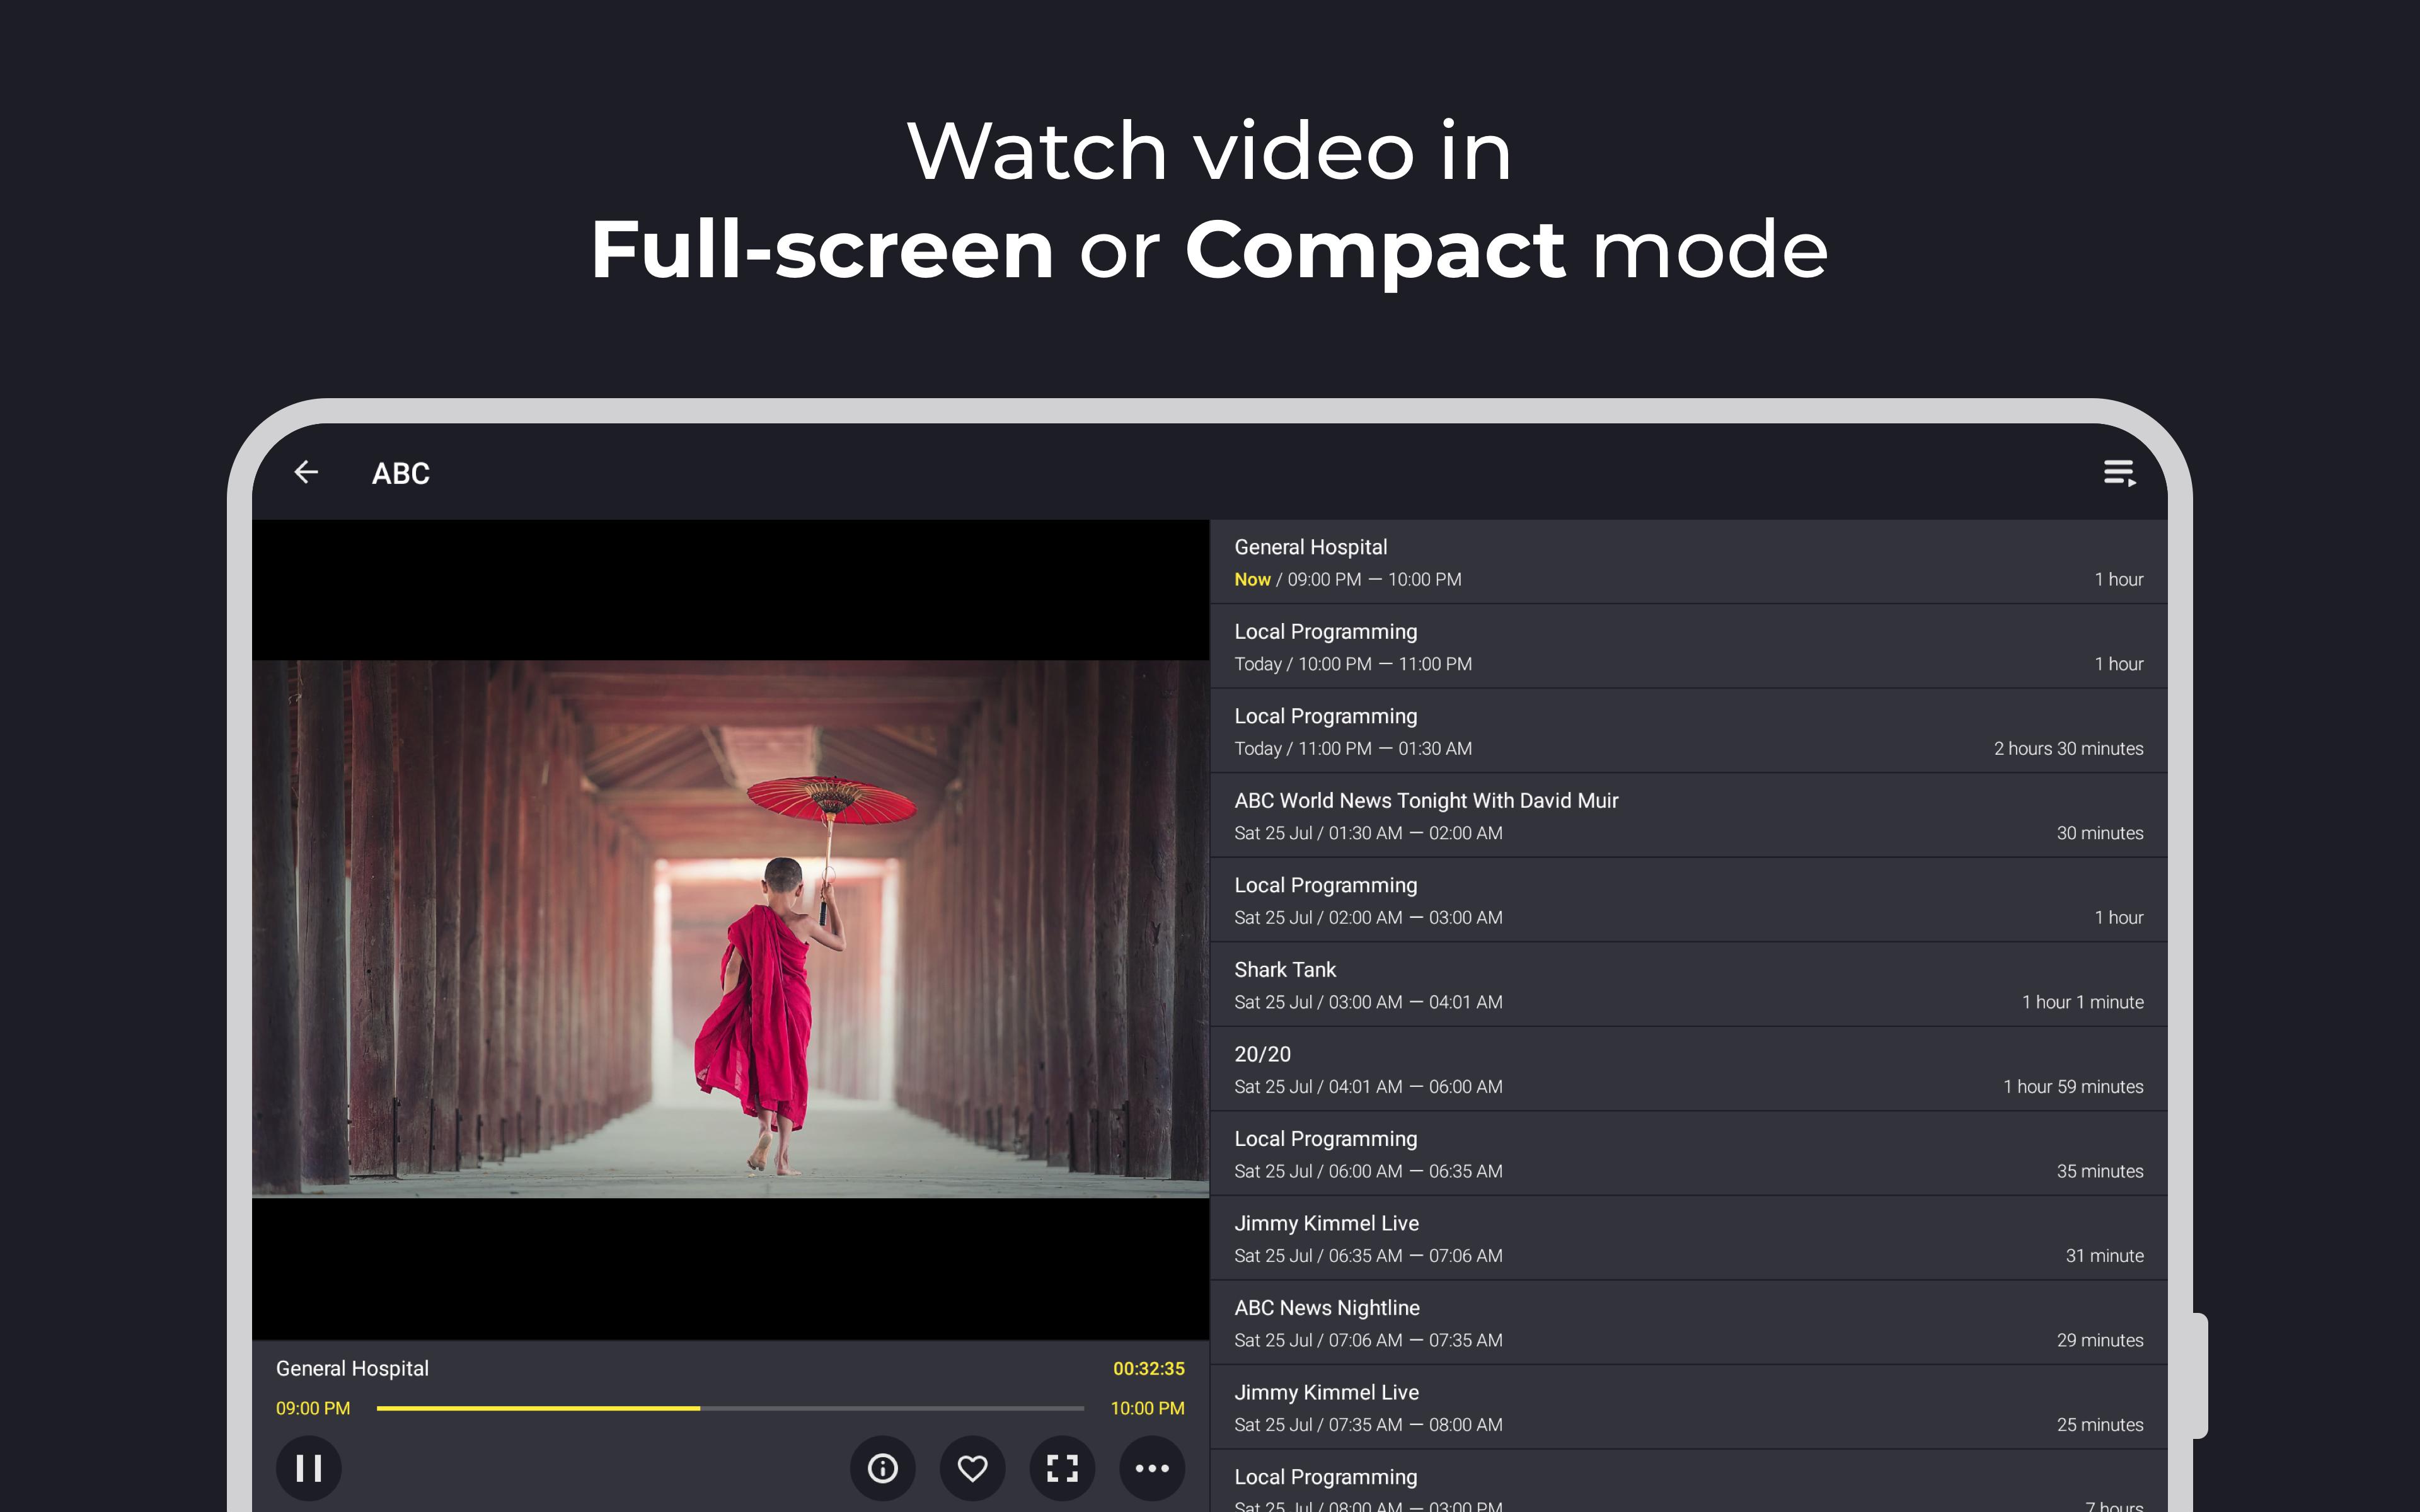 Watch video in
Full-screen or Compact mode
ABC
General Hospital
00:32:35
09:00 PM
10:00 PM
General Hospital
Now / 09:00 PM — 10:00 PM
1 hour
Local Programming
Today / 10:00 PM — 11:00 PM
1 hour
Local Programming
Today / 11:00 PM — 01:30 AM
2 hours 30 minutes
ABC World News Tonight With David Muir
Sat 25 Jul / 01:30 AM — 02:00 AM
30 minutes
Local Programming
Sat 25 Jul / 02:00 AM — 03:00 AM
1 hour
Shark Tank
Sat 25 Jul / 03:00 AM — 04:01 AM
1 hour 1 minute
20/20
Sat 25 Jul / 04:01 AM — 06:00 AM
1 hour 59 minutes
Local Programming
Sat 25 Jul / 06:00 AM — 06:35 AM
35 minutes
Jimmy Kimmel Live
Sat 25 Jul / 06:35 AM — 07:06 AM
31 minute
ABC News Nightline
Sat 25 Jul / 07:06 AM — 07:35 AM
29 minutes
Jimmy Kimmel Live
Sat 25 Jul / 07:35 AM — 08:00 AM
25 minutes
Local Programming
Sat 25 Jul / 08:00 AM — 03:00 PM
7 hours